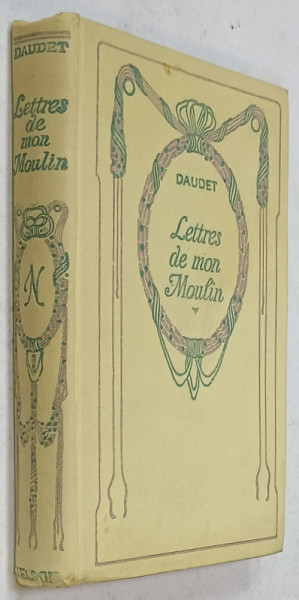 DAUDET
Lettres
de
mon
Moulin
N
DAUDET
Lettres
de mon
Moulin